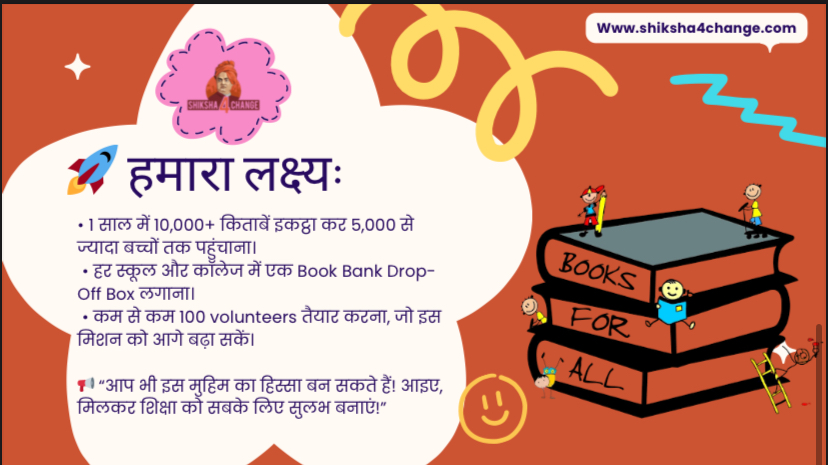 Www.shiksha4change.com
SHIKSHA 4 CHANGE
हमारा लक्ष्यः
• 1 साल में 10,000+ किताबें इकट्ठा कर 5,000 से
ज्यादा बच्चों तक पहुंचाना।
• हर स्कूल और कॉलेज में एक Book Bank Drop-
Off Box लगाना।
• कम से कम 100 volunteers तैयार करना, जो इस
मिशन को आगे बढ़ा सकें।
“आप भी इस मुहिम का हिस्सा बन सकते हैं! आइए,
मिलकर शिक्षा को सबके लिए सुलभ बनाएं!”
BOOKS
FOR
ALL